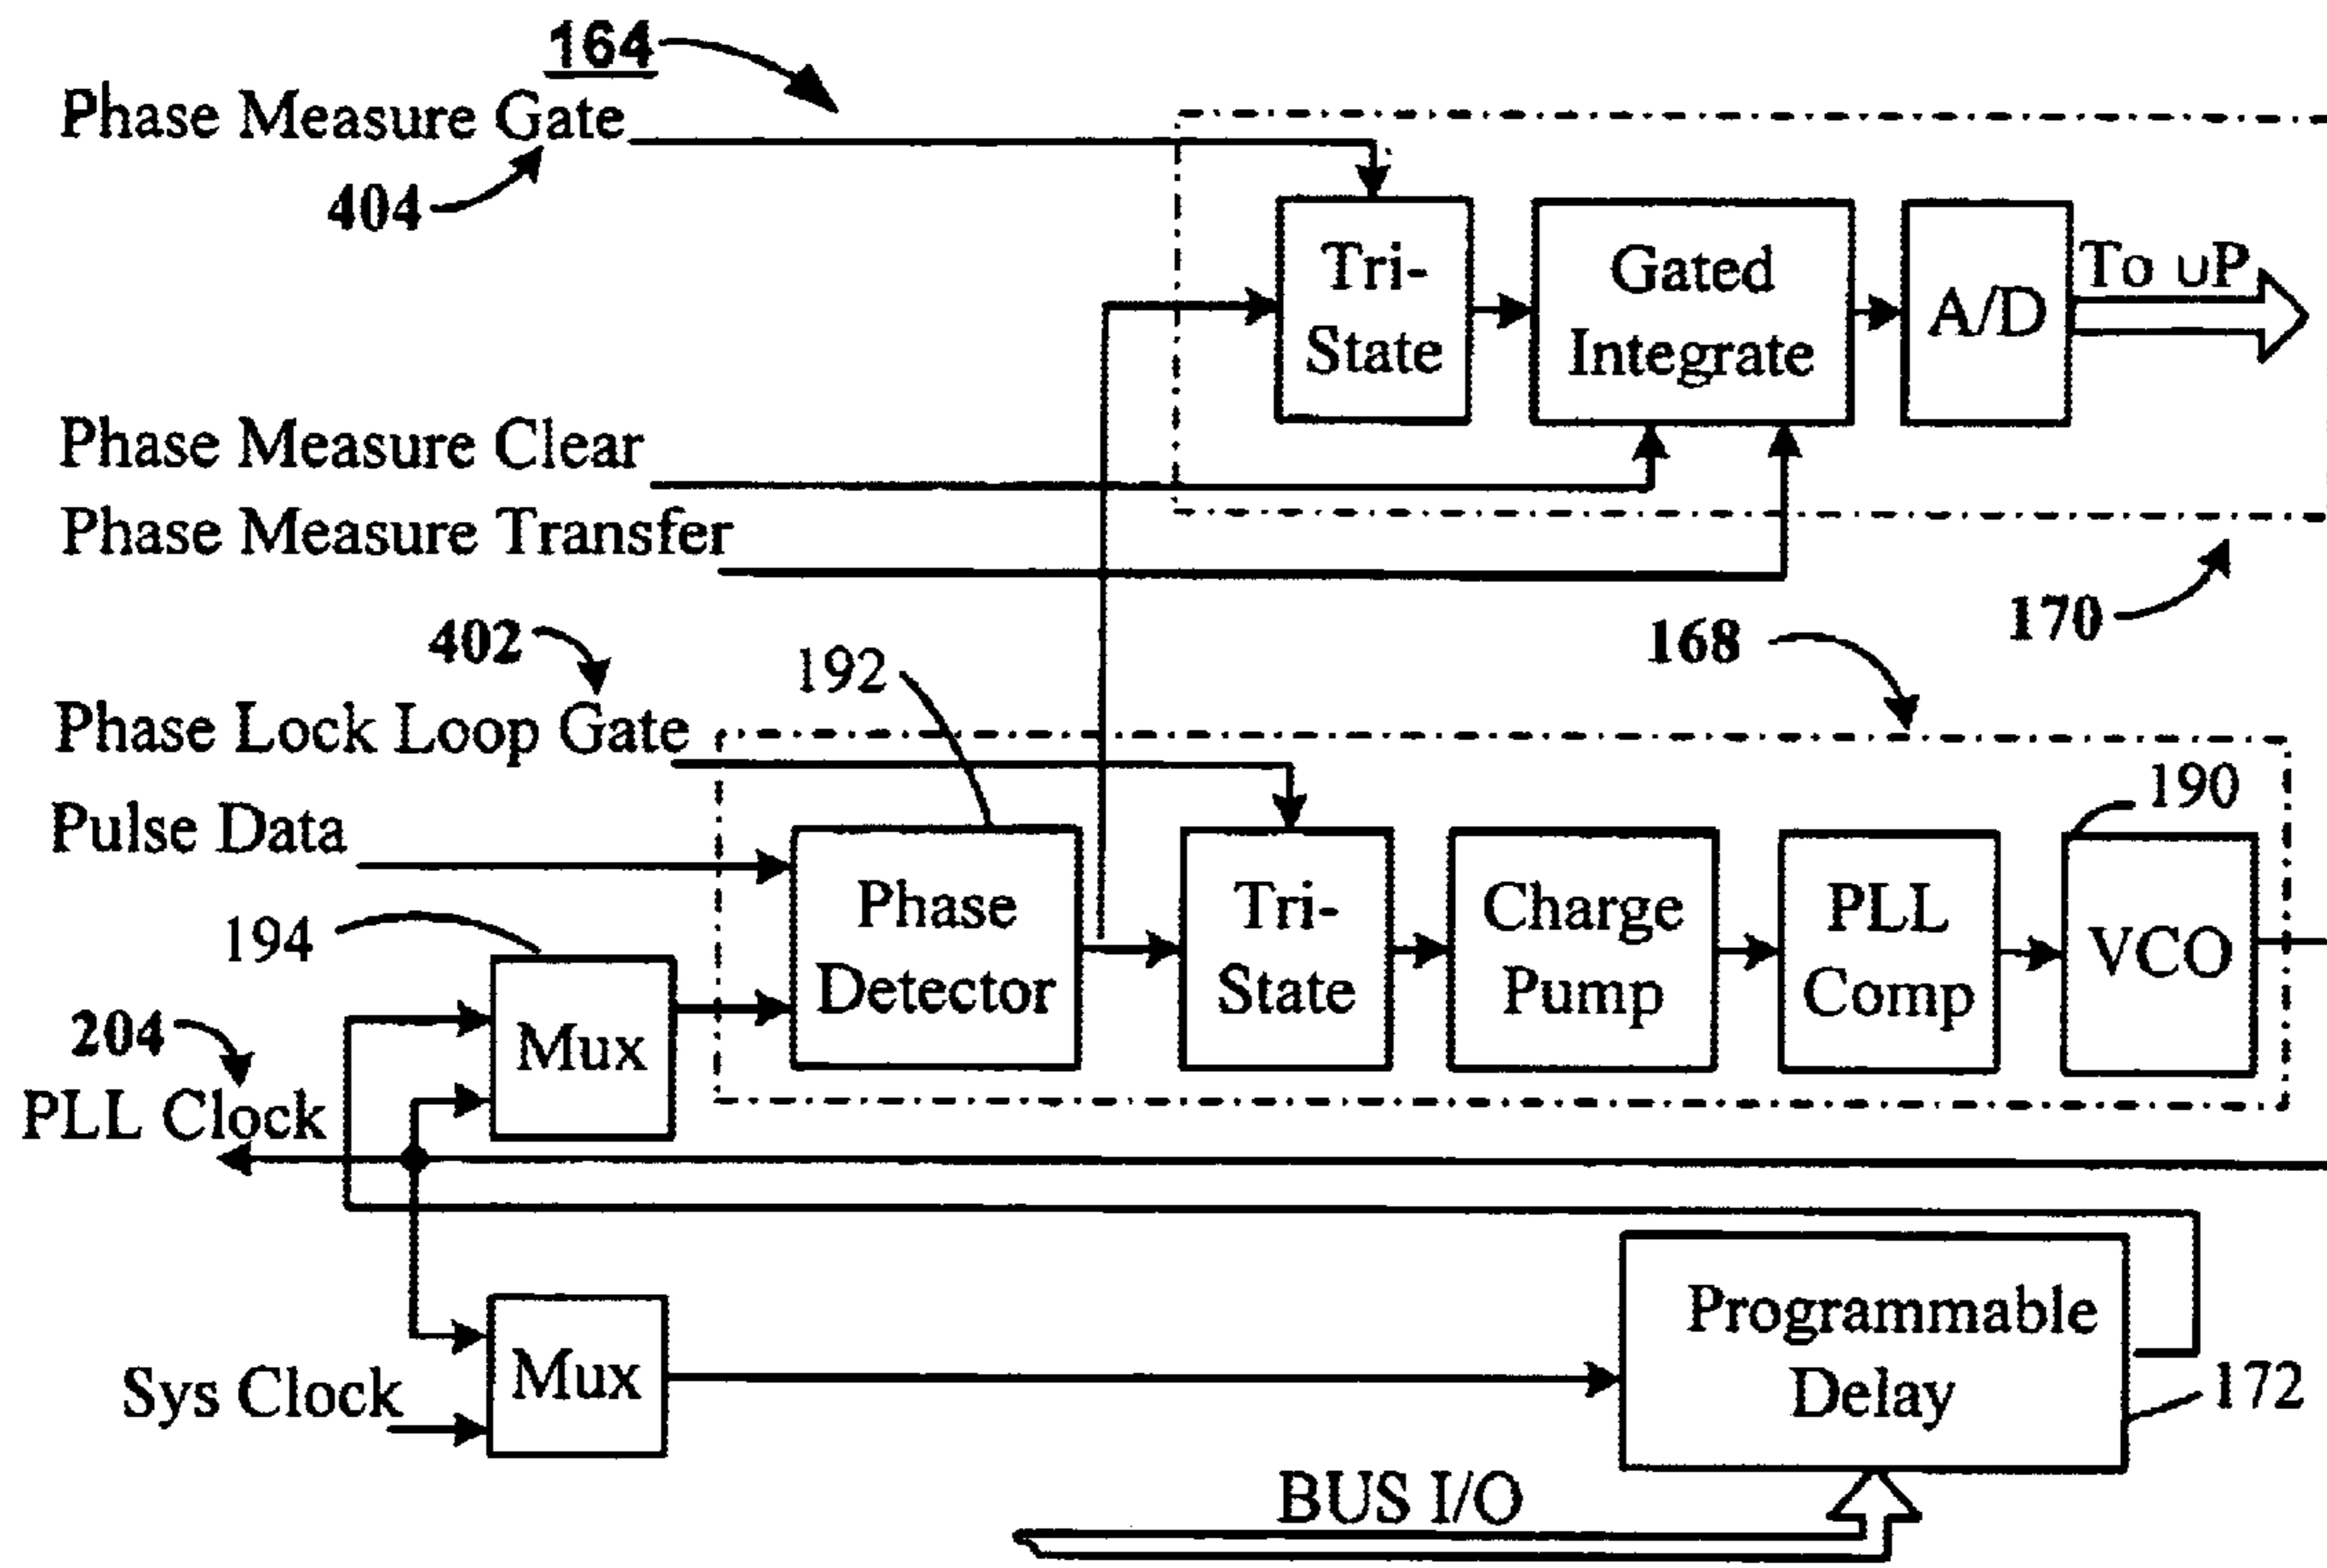 164
Phase Measure Gate
404
Tri-
State
Gated
Integrate
A/D
To ∪P
Phase Measure Clear
Phase Measure Transfer
170
168
402
192
Phase Lock Loop Gate
190
Pulse Data
Phase
Detector
Tri-
State
Charge
Pump
PLL
Comp
VCO
194
Mux
204
PLL Clock
Programmable
Delay
172
Mux
Sys Clock
BUS I/O